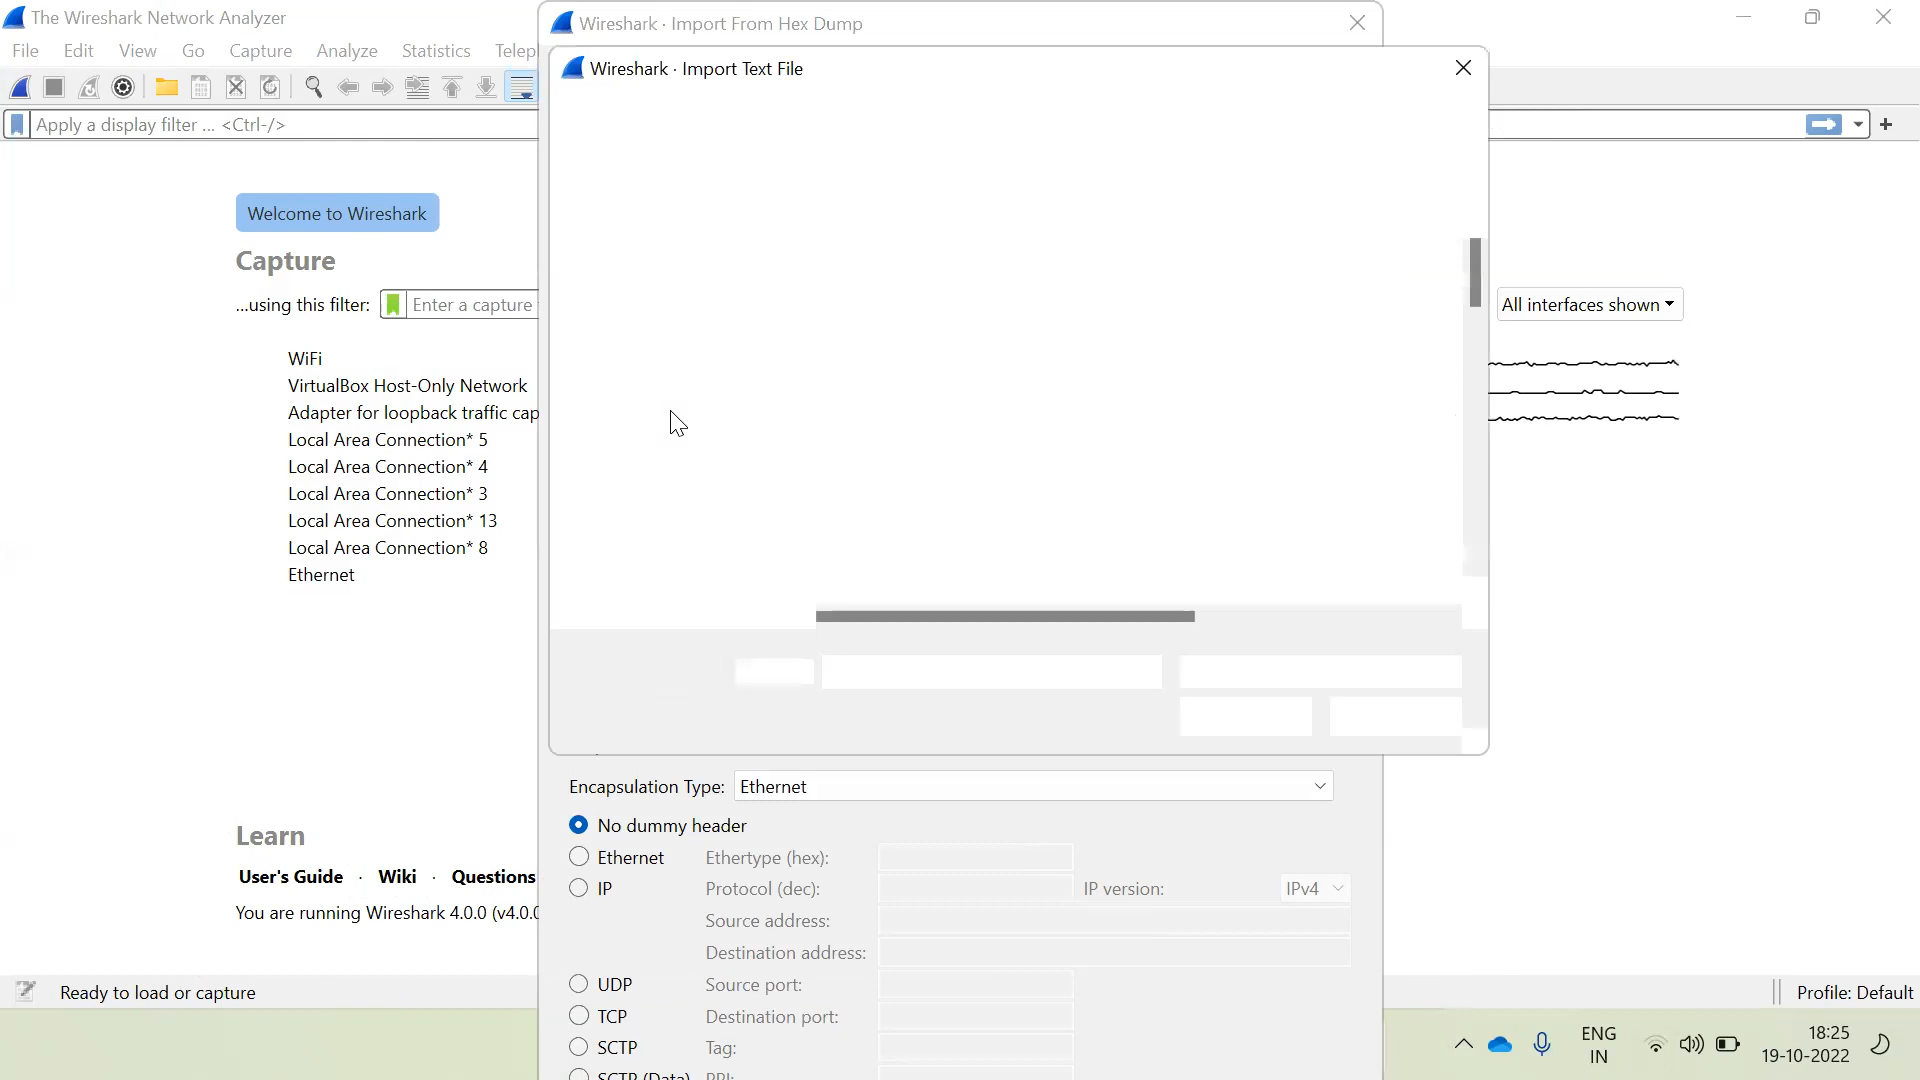 The Wireshark Network Analyzer
File Edit View Go Capture Analyze Statistics Telep
Apply a display filter ... <Ctrl-/>
Wireshark · Import From Hex Dump
Wireshark · Import Text File
Welcome to Wireshark
Capture
...using this filter: Enter a capture
All interfaces shown
WiFi
VirtualBox Host-Only Network
Adapter for loopback traffic cap
Local Area Connection* 5
Local Area Connection* 4
Local Area Connection* 3
Local Area Connection* 13
Local Area Connection* 8
Ethernet
Learn
User's Guide · Wiki · Questions
You are running Wireshark 4.0.0 (v4.0.0
Encapsulation Type: Ethernet
No dummy header
Ethernet Ethertype (hex):
IP Protocol (dec): IP version: IPv4
Source address:
Destination address:
UDP Source port:
TCP Destination port:
SCTP Tag:
SCTP (Data) PPI:
Ready to load or capture
Profile: Default
ENG
IN
18:25
19-10-2022